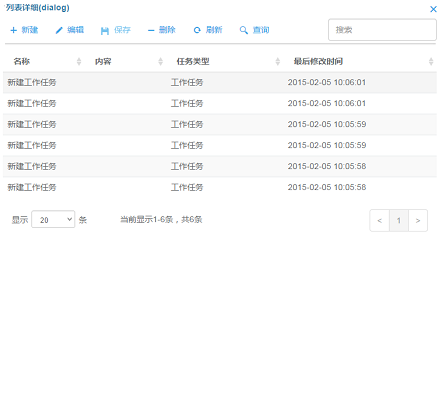 列表详细(dialog)
新建 编辑 保存 删除 刷新 查询 搜索
名称 内容 任务类型 最后修改时间
新建工作任务 工作任务 2015-02-05 10:06:01
新建工作任务 工作任务 2015-02-05 10:06:01
新建工作任务 工作任务 2015-02-05 10:05:59
新建工作任务 工作任务 2015-02-05 10:05:59
新建工作任务 工作任务 2015-02-05 10:05:58
新建工作任务 工作任务 2015-02-05 10:05:58
显示 20 条 当前显示1-6条，共6条 < 1 >